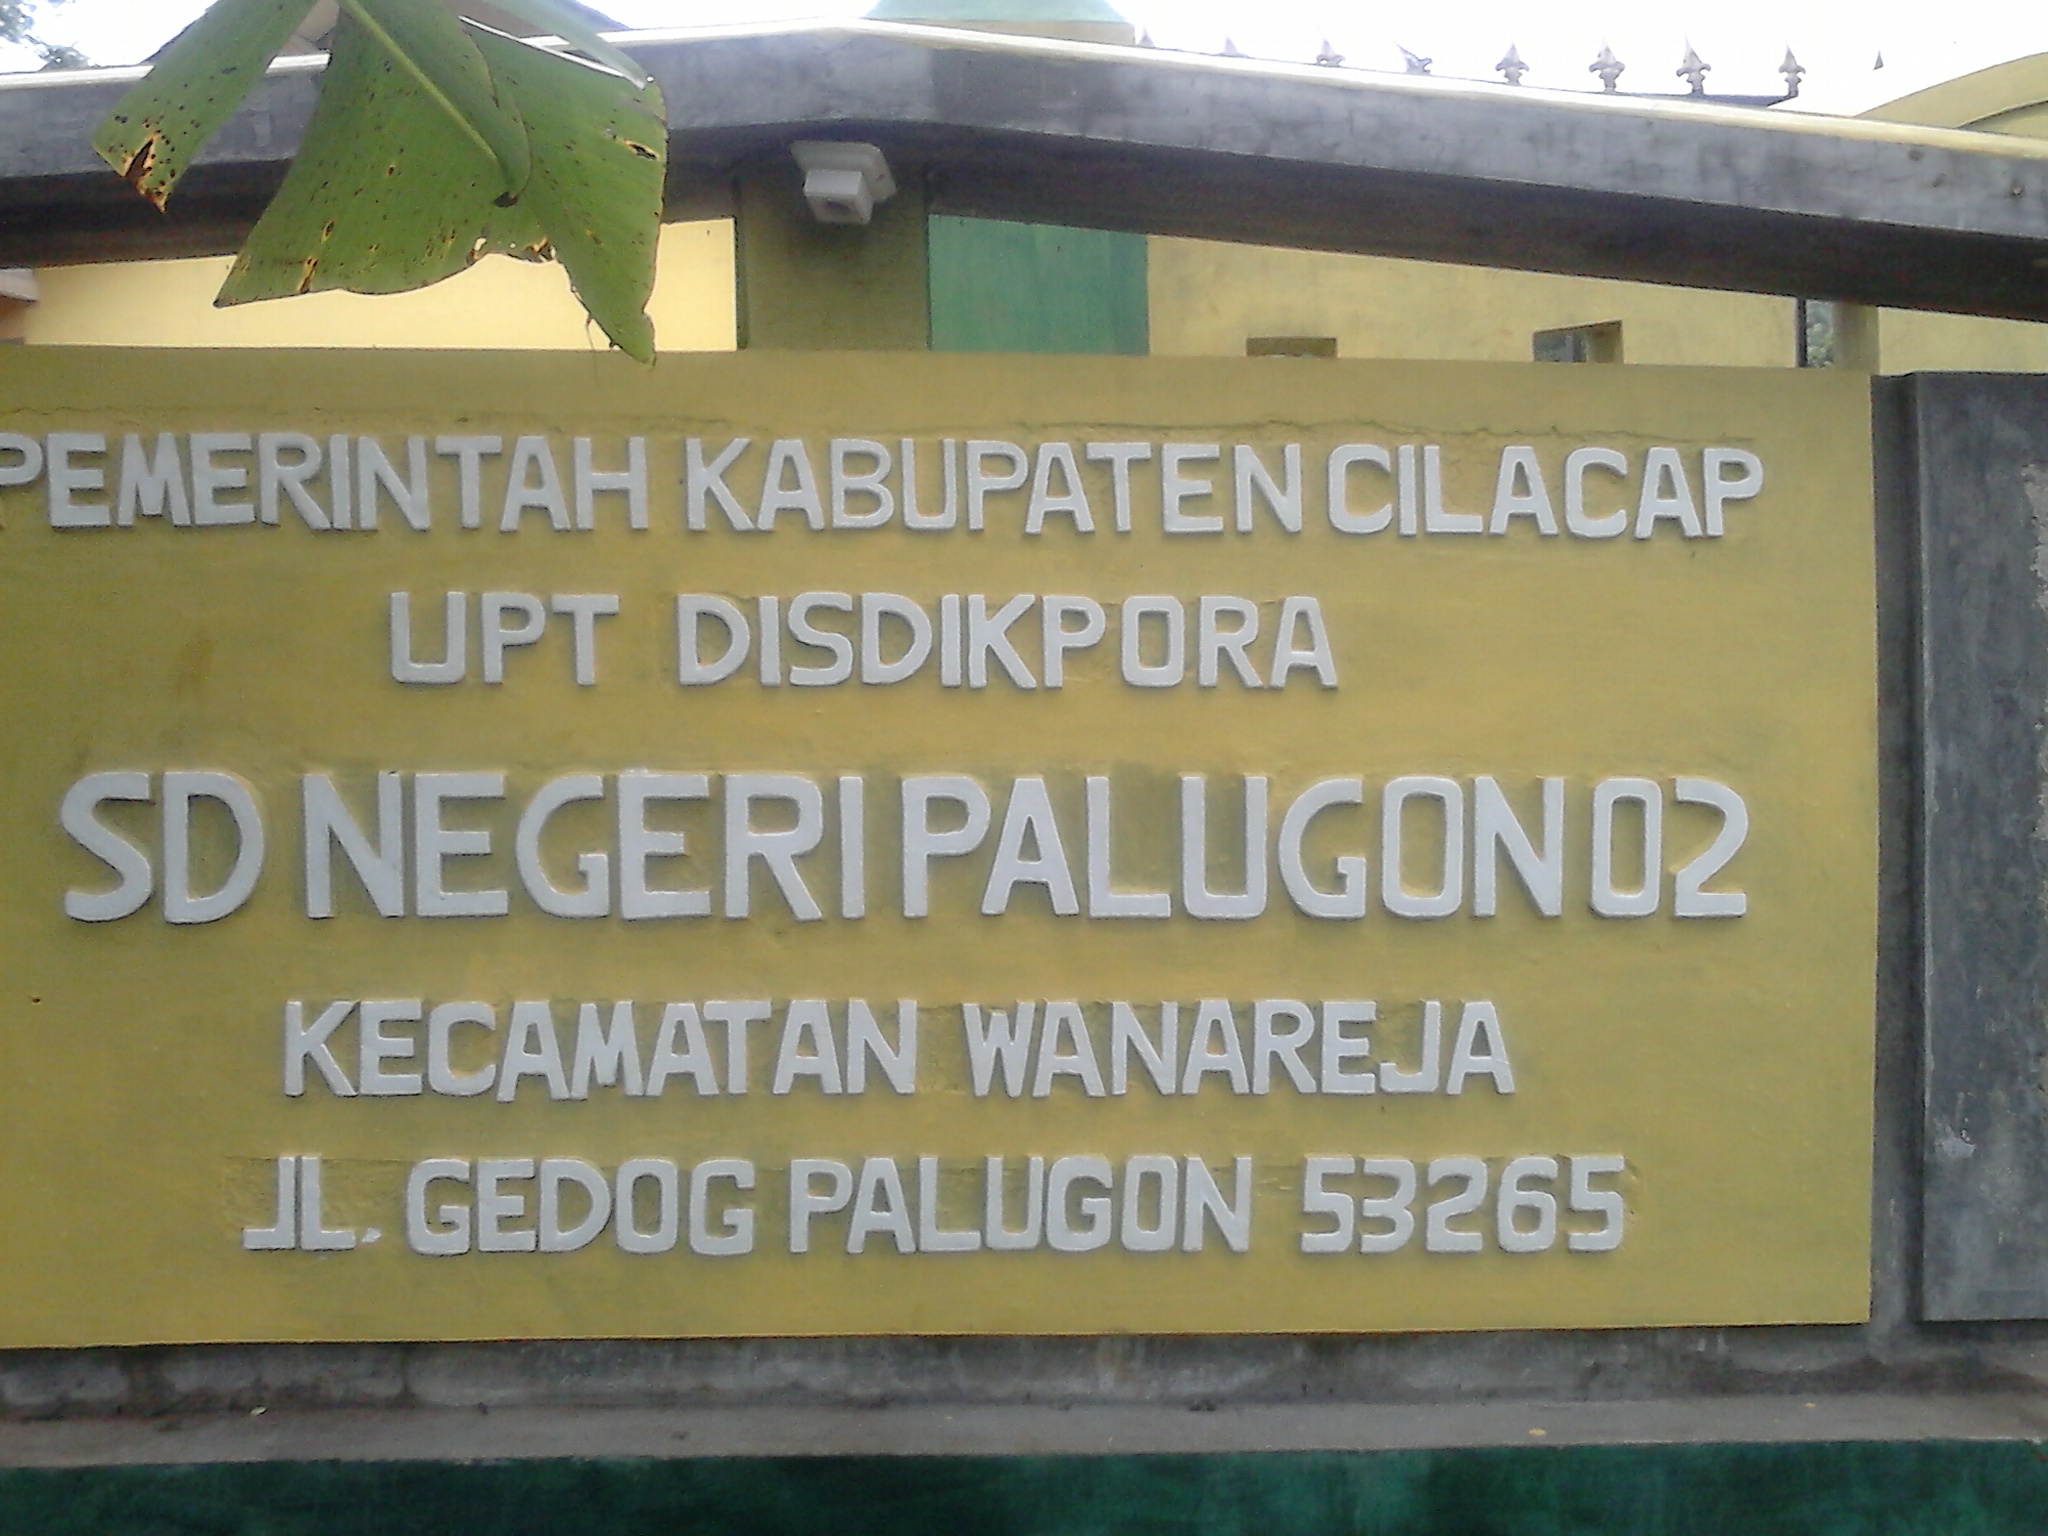 PEMERINTAH KABUPATEN CILACAP
UPT DISDIKPORA
SD NEGERI PALUGON 02
KECAMATAN WANAREJA
JL. GEDOG PALUGON 53265